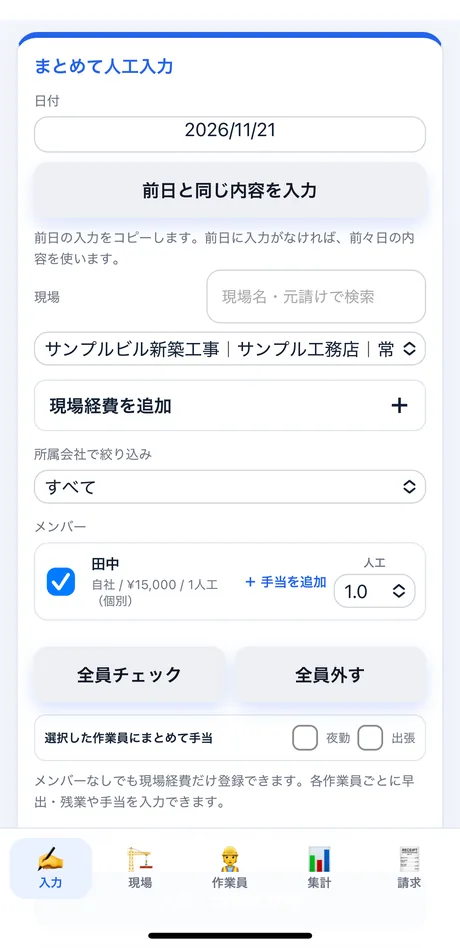 まとめて人工入力
日付
2026/11/21
前日と同じ内容を入力
前日の入力をコピーします。前日に入力がなければ、前々日の内
容を使います。
現場
現場名・元請けで検索
サンプルビル新築工事｜サンプル工務店｜常
現場経費を追加
所属会社で絞り込み
すべて
メンバー
田中
自社 / ¥15,000 / 1人工
（個別）
+ 手当を追加
人工
1.0
全員チェック
全員外す
選択した作業員にまとめて手当
夜勤
出張
メンバーなしでも現場経費だけ登録できます。各作業員ごとに早
出・残業や手当を入力できます。
入力
現場
作業員
集計
RECEIPT
請求